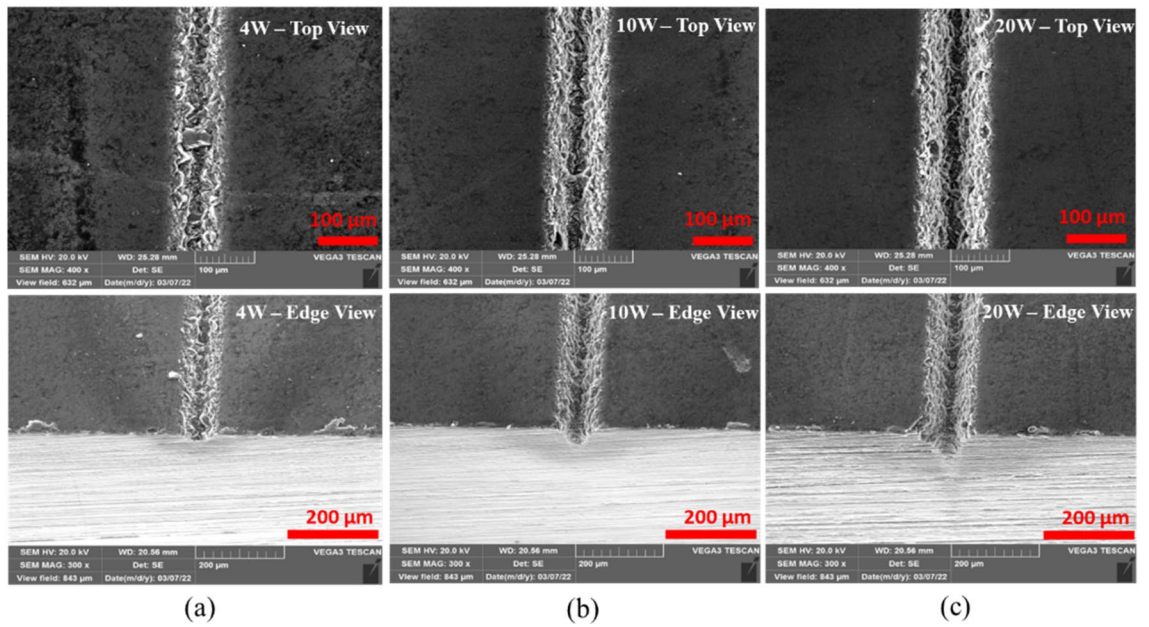 4W – Top View
100 µm
SEM HV: 20.0 kV WD: 25.28 mm VEGA3 TESCAN
SEM MAG: 400 x Det: SE 100 µm
View field: 632 µm Date(m/d/y): 03/07/22
10W – Top View
100 µm
SEM HV: 20.0 kV WD: 25.28 mm VEGA3 TESCAN
SEM MAG: 400 x Det: SE 100 µm
View field: 632 µm Date(m/d/y): 03/07/22
20W – Top View
100 µm
SEM HV: 20.0 kV WD: 25.28 mm VEGA3 TESCAN
SEM MAG: 400 x Det: SE 100 µm
View field: 632 µm Date(m/d/y): 03/07/22
4W – Edge View
200 µm
SEM HV: 20.0 kV WD: 20.56 mm VEGA3 TESCAN
SEM MAG: 300 x Det: SE 200 µm
View field: 843 µm Date(m/d/y): 03/07/22
10W – Edge View
200 µm
SEM HV: 20.0 kV WD: 20.56 mm VEGA3 TESCAN
SEM MAG: 300 x Det: SE 200 µm
View field: 843 µm Date(m/d/y): 03/07/22
20W – Edge View
200 µm
SEM HV: 20.0 kV WD: 20.56 mm VEGA3 TESCAN
SEM MAG: 300 x Det: SE 200 µm
View field: 843 µm Date(m/d/y): 03/07/22
(a)
(b)
(c)